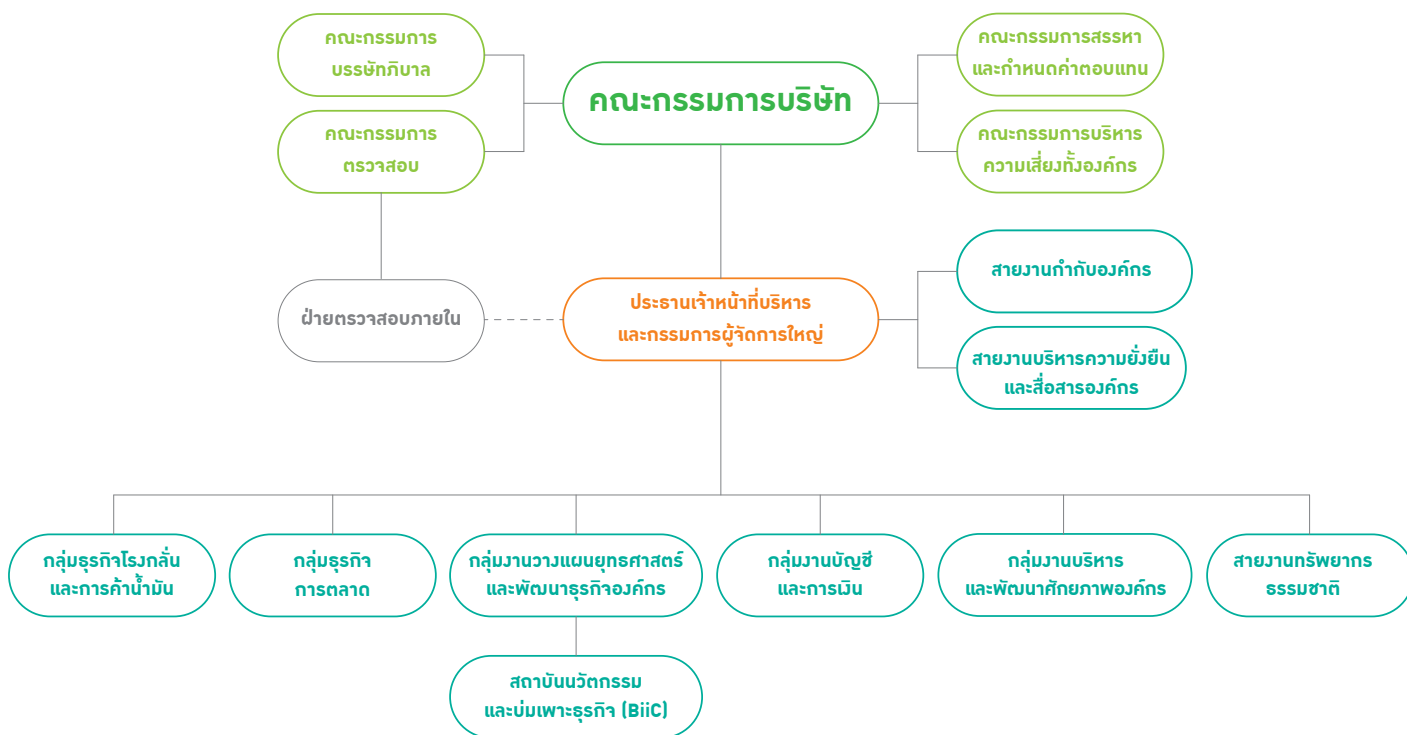 คณะกรรมการ
บรรษัทภิบาล
คณะกรรมการบริษัท
คณะกรรมการสรรหา
และกำหนดค่าตอบแทน
คณะกรรมการ
ตรวจสอบ
คณะกรรมการบริหาร
ความเสี่ยงทั้งองค์กร
สายงานกำกับองค์กร
ฝ่ายตรวจสอบภายใน
ประธานเจ้าหน้าที่บริหาร
และกรรมการผู้จัดการใหญ่
สายงานบริหารความยั่งยืน
และสื่อสารองค์กร
กลุ่มธุรกิจโรงกลั่น
และการค้าน้ำมัน
กลุ่มธุรกิจ
การตลาด
กลุ่มงานวางแผนยุทธศาสตร์
และพัฒนาธุรกิจองค์กร
กลุ่มงานบัญชี
และการเงิน
กลุ่มงานบริหาร
และพัฒนาศักยภาพองค์กร
สายงานทรัพยากร
ธรรมชาติ
สถาบันนวัตกรรม
และบ่มเพาะธุรกิจ (BiiC)